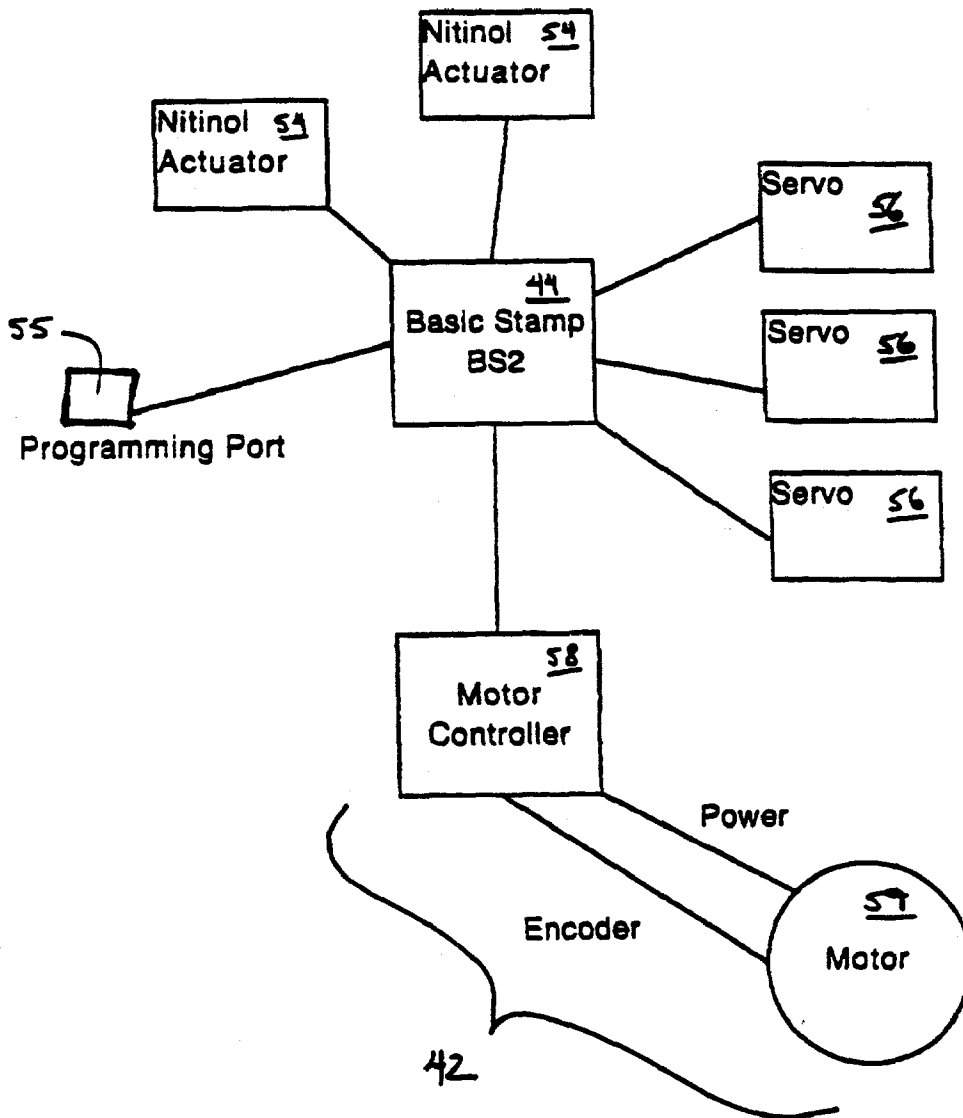 Nitinol 54
Actuator
Nitinol 54
Actuator
Servo
56
44
Basic Stamp
BS2
55
Servo
56
Programming Port
Servo 56
58
Motor
Controller
Power
Encoder
Motor
42